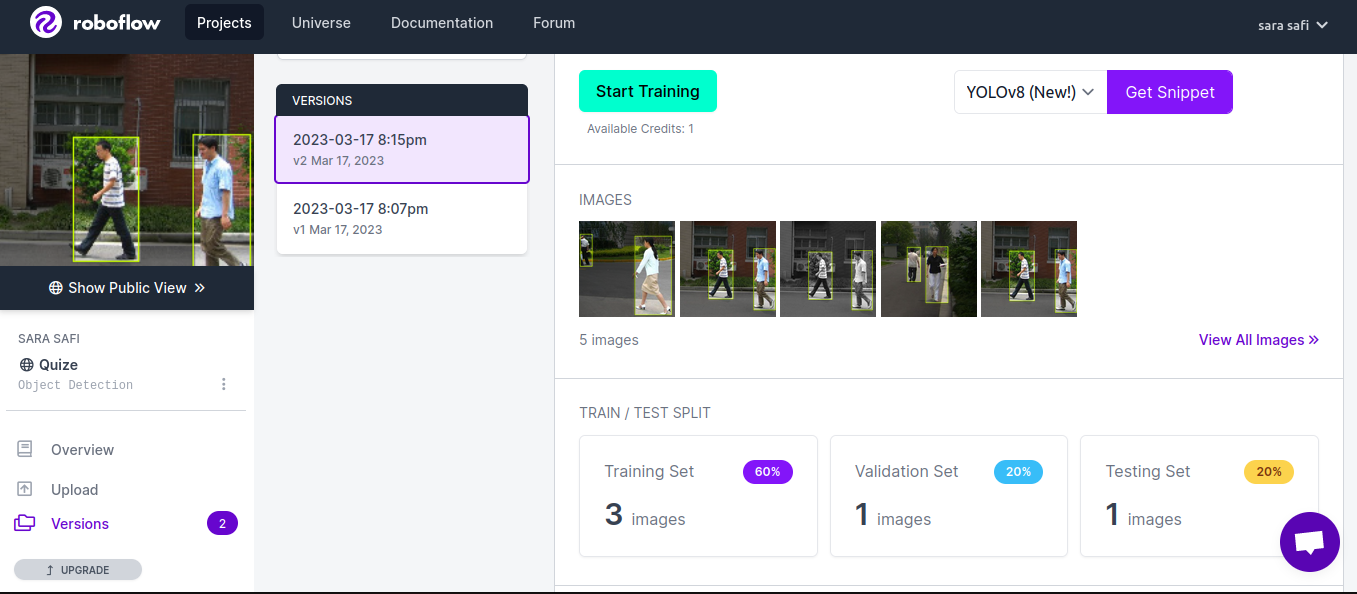 roboflow
Projects
Universe
Documentation
Forum
sara safi
Show Public View »
SARA SAFI
Quize
Object Detection
Overview
Upload
Versions
2
UPGRADE
VERSIONS
2023-03-17 8:15pm
v2 Mar 17, 2023
2023-03-17 8:07pm
v1 Mar 17, 2023
Start Training
Available Credits: 1
YOLOv8 (New!)
Get Snippet
IMAGES
5 images
View All Images »
TRAIN / TEST SPLIT
Training Set
60%
3 images
Validation Set
20%
1 images
Testing Set
20%
1 images